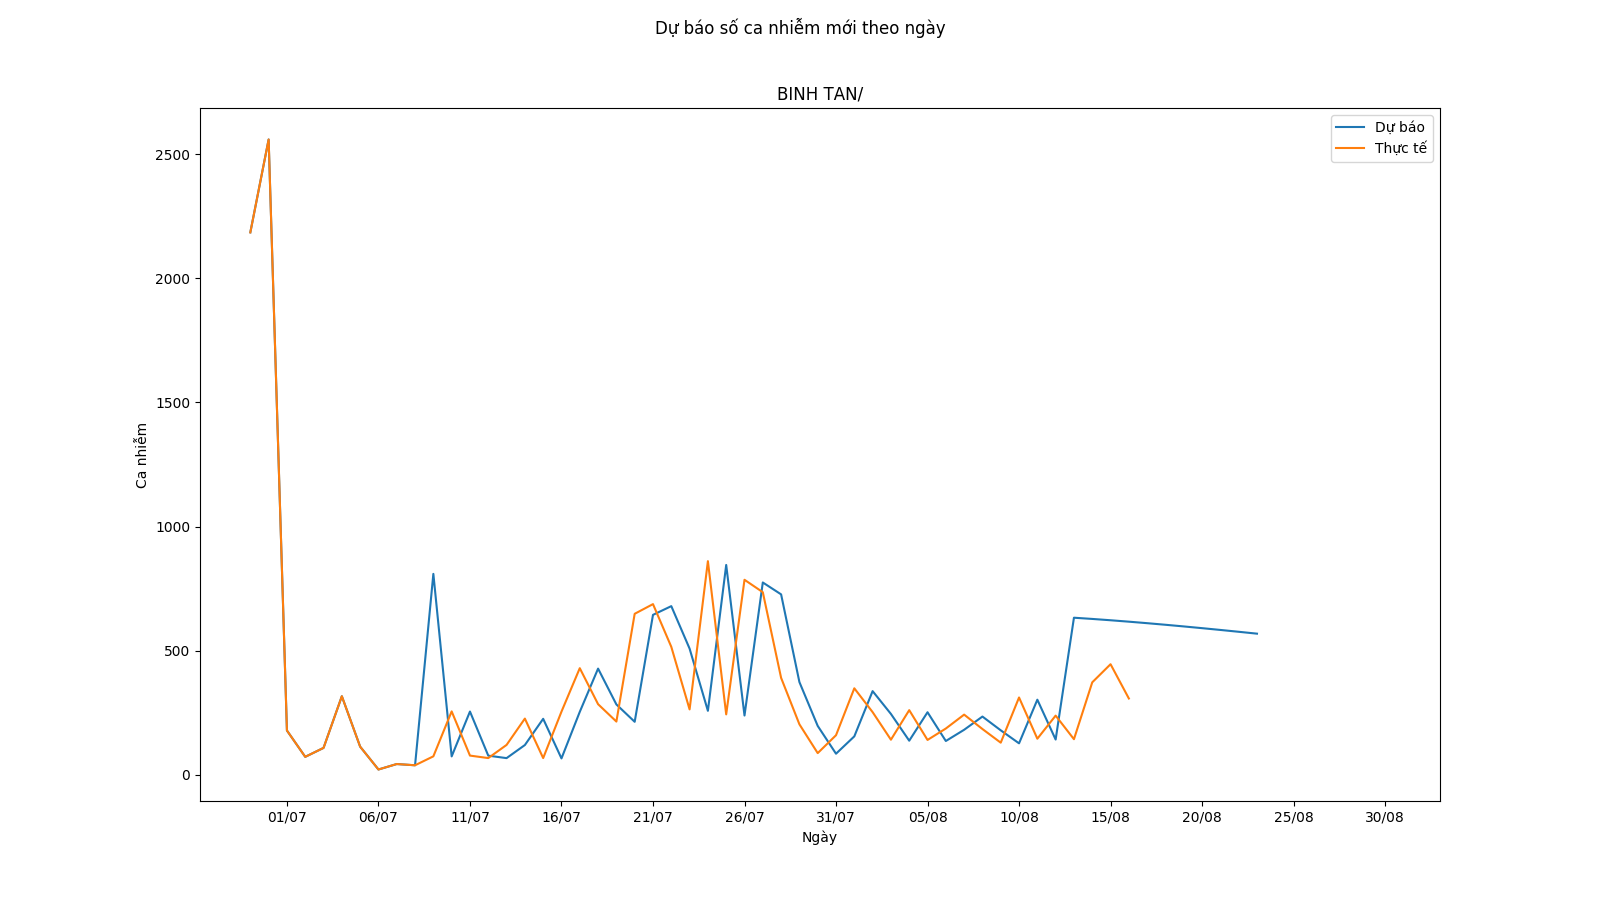 Dự báo số ca nhiễm mới theo ngày
BINH TAN/
Dự báo
Thực tế
2500
2000
1500
1000
500
0
Ca nhiễm
01/07 06/07 11/07 16/07 21/07 26/07 31/07 05/08 10/08 15/08 20/08 25/08 30/08
Ngày